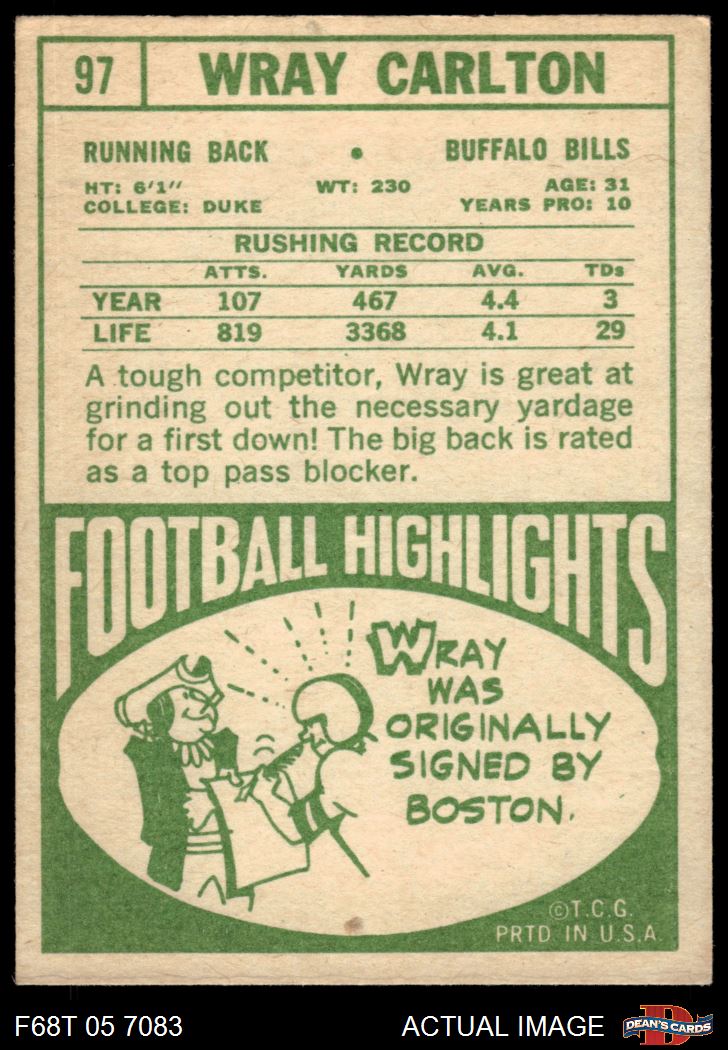 97 WRAY CARLTON
RUNNING BACK • BUFFALO BILLS
HT: 6'1" WT: 230 AGE: 31
COLLEGE: DUKE YEARS PRO: 10
RUSHING RECORD
ATTS. YARDS AVG. TDs
YEAR 107 467 4.4 3
LIFE 819 3368 4.1 29
A tough competitor, Wray is great at
grinding out the necessary yardage
for a first down! The big back is rated
as a top pass blocker.
FOOTBALL HIGHLIGHTS
WRAY
WAS
ORIGINALLY
SIGNED BY
BOSTON.
©T.C.G.
PRTD IN U.S.A.
F68T 05 7083 ACTUAL IMAGE
D
DEAN'S CARDS